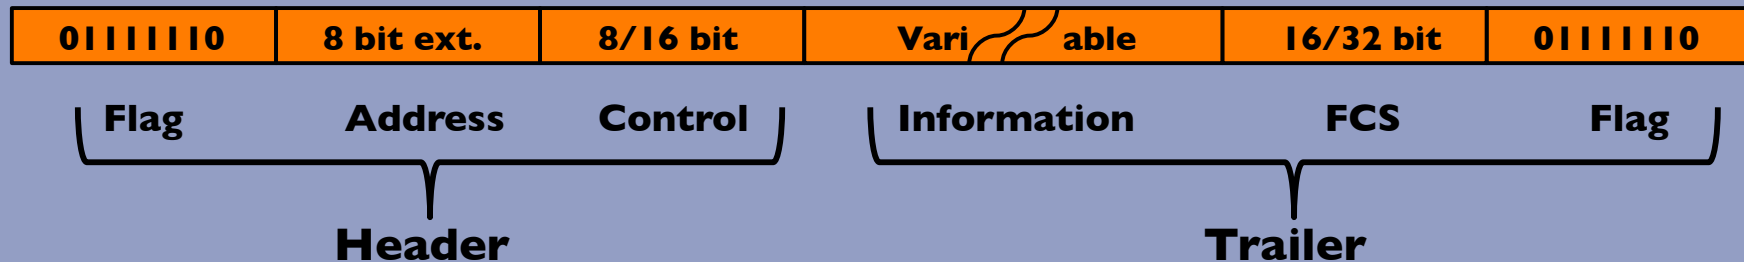 01111110 8 bit ext. 8/16 bit Vari able 16/32 bit 01111110
Flag Address Control Information FCS Flag
Header Trailer